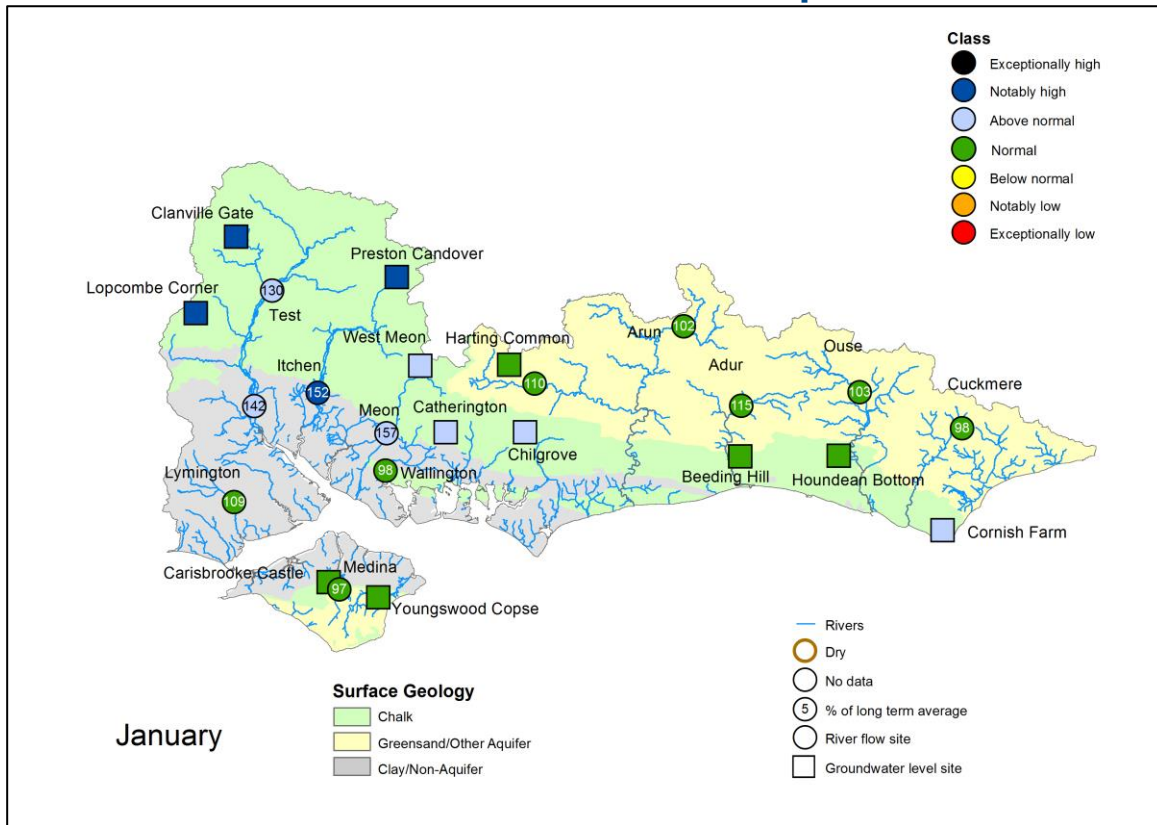 Class
Exceptionally high
Notably high
Above normal
Normal
Below normal
Notably low
Exceptionally low
Clanville Gate
Preston Candover
Lopcombe Corner
130
Test
West Meon
Harting Common
Arun
102
Adur
Ouse
Itchen
152
110
Cuckmere
142
Meon
Catherington
115
103
157
Chilgrove
98
Lymington
98
Wallington
Beeding Hill
Houndean Bottom
109
Cornish Farm
Carisbrooke Castle
Medina
97
Youngswood Copse
Rivers
Dry
No data
5
% of long term average
River flow site
Groundwater level site
Surface Geology
Chalk
Greensand/Other Aquifer
Clay/Non-Aquifer
January